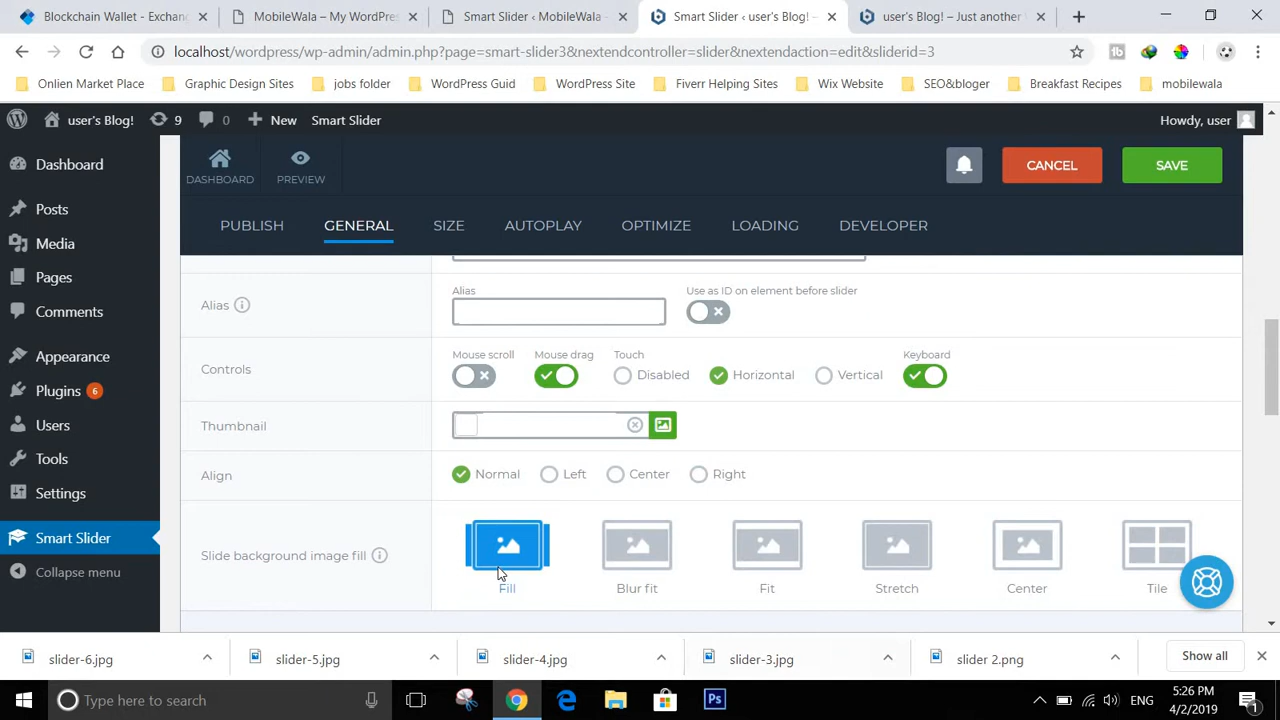 Blockchain Wallet - Exchan
MobileWala – My WordPres
Smart Slider ‹ MobileWala –
Smart Slider ‹ user's Blog! –
user's Blog! – Just another
localhost/wordpress/wp-admin/admin.php?page=smart-slider3&nextendcontroller=slider&nextendaction=edit&sliderid=3
Onlien Market Place
Graphic Design Sites
jobs folder
WordPress Guid
WordPress Site
Fiverr Helping Sites
Wix Website
SEO&bloger
Breakfast Recipes
mobilewala
user's Blog!
9
0
New
Smart Slider
Howdy, user
Dashboard
Posts
Media
Pages
Comments
Appearance
Plugins 6
Users
Tools
Settings
Smart Slider
Collapse menu
DASHBOARD
PREVIEW
CANCEL
SAVE
PUBLISH
GENERAL
SIZE
AUTOPLAY
OPTIMIZE
LOADING
DEVELOPER
Alias
Alias
Use as ID on element before slider
Controls
Mouse scroll
Mouse drag
Touch
Keyboard
Disabled
Horizontal
Vertical
Thumbnail
Align
Normal
Left
Center
Right
Slide background image fill
Fill
Blur fit
Fit
Stretch
Center
Tile
slider-6.jpg
slider-5.jpg
slider-4.jpg
slider-3.jpg
slider 2.png
Show all
Type here to search
Ps
ENG
5:26 PM
4/2/2019
1